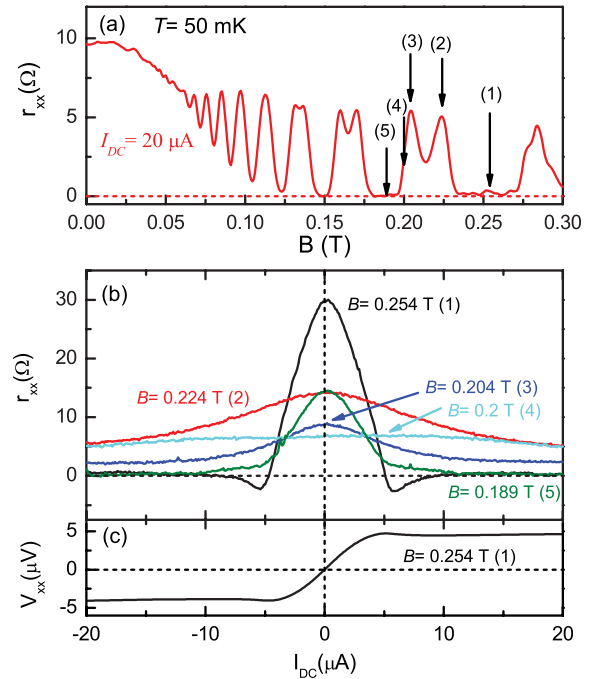 (a) T= 50 mK
10
5
0
r_xx(Ω)
I_DC= 20 μA
(5)
(4)
(3)
(2)
(1)
0.00 0.05 0.10 0.15 0.20 0.25 0.30
B (T)
(b)
30
20
10
0
r_xx(Ω)
B= 0.254 T (1)
B= 0.224 T (2)
B= 0.204 T (3)
B= 0.2 T (4)
B= 0.189 T (5)
(c)
5
0
-5
V_xx(μV)
B= 0.254 T (1)
-20 -10 0 10 20
I_DC(μA)